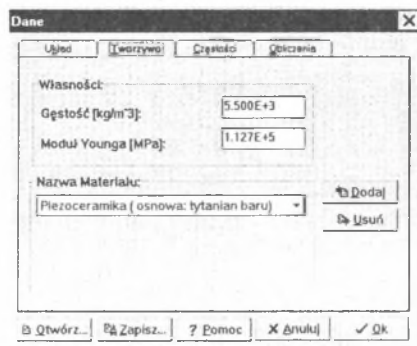 Dane
Układ Tworzywo Częstości Obliczenia
Własności:
Gęstość [kg/m^3]: 5.500E+3
Moduł Younga [MPa]: 1.127E+5
Nazwa Materiału:
Piezoceramika ( osnowa: tytanian baru)
Dodaj
Usuń
Otwórz... Zapisz... ? Pomoc X Anuluj Ok